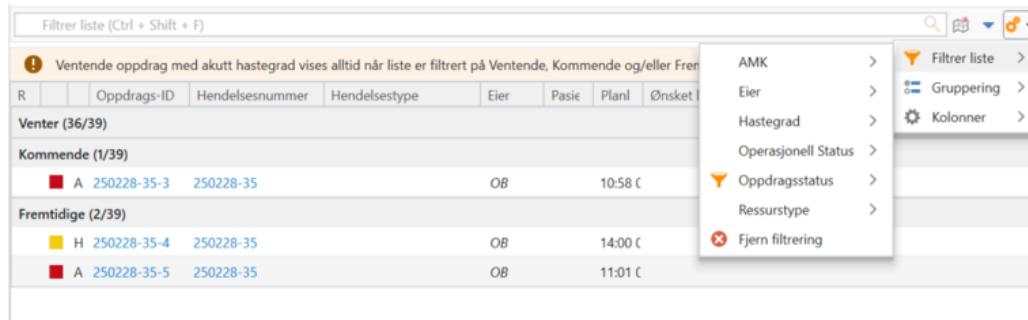 Filtrer liste (Ctrl + Shift + F)
Ventende oppdrag med akutt hastegrad vises alltid når liste er filtrert på Ventende, Kommende og/eller Frem
R Oppdrags-ID Hendelsesnummer Hendelsestype Eier Pasie Planl Ønsket
Venter (36/39)
Kommende (1/39)
A 250228-35-3 250228-35 OB 10:58
Fremtidige (2/39)
H 250228-35-4 250228-35 OB 14:00
A 250228-35-5 250228-35 OB 11:01
AMK
Eier
Hastegrad
Operasjonell Status
Oppdragsstatus
Ressurstype
Fjern filtrering
Filtrer liste
Gruppering
Kolonner